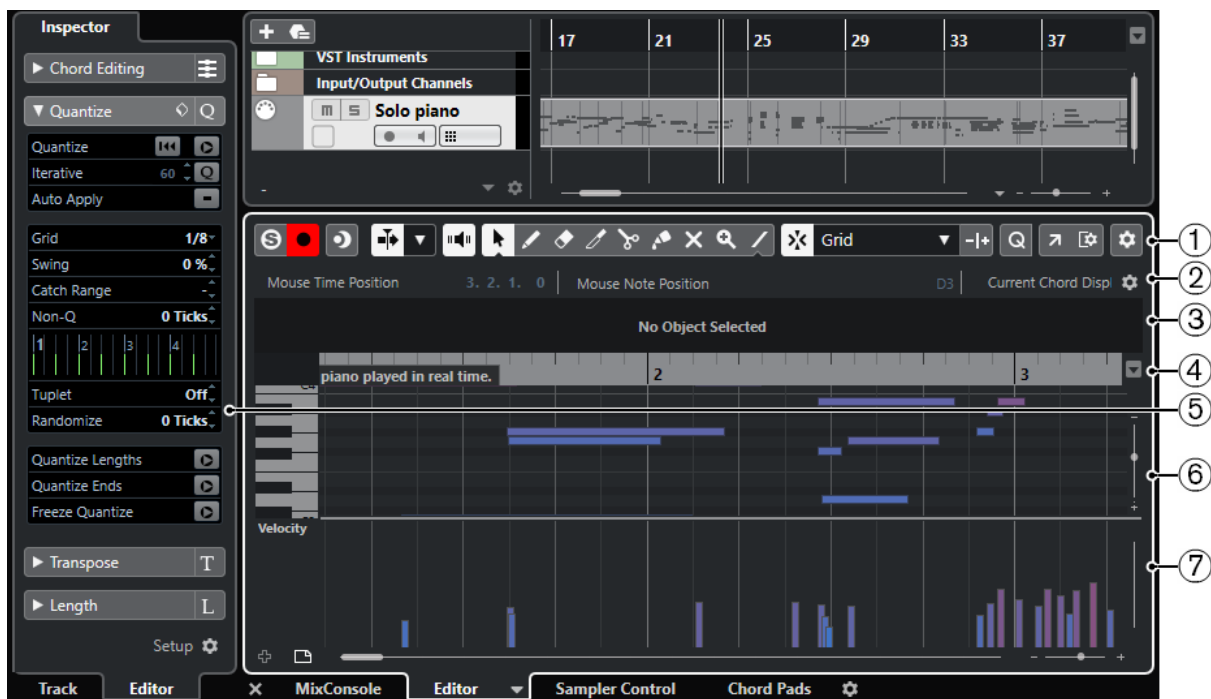 Inspector
Chord Editing
Quantize Q
Quantize
Iterative 60 Q
Auto Apply
Grid 1/8
Swing 0 %
Catch Range -
Non-Q 0 Ticks
1 2 3 4
Tuplet Off
Randomize 0 Ticks
Quantize Lengths
Quantize Ends
Freeze Quantize
Transpose T
Length L
Setup
Track Editor
17 21 25 29 33 37
VST Instruments
Input/Output Channels
m S Solo piano
-
S Grid Q
Mouse Time Position 3. 2. 1. 0 Mouse Note Position D3 Current Chord Displ
No Object Selected
piano played in real time. 2 3
Velocity
MixConsole Editor Sampler Control Chord Pads
1
2
3
4
5
6
7